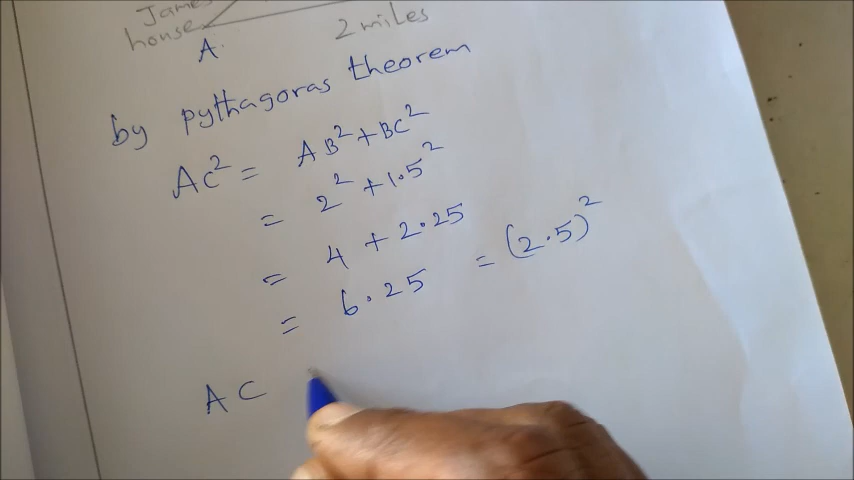 James
house
A
2 miles
by pythagoras theorem
AC² = AB² + BC²
= 2² + 1.5²
= 4 + 2.25
= 6.25 = (2.5)²
AC